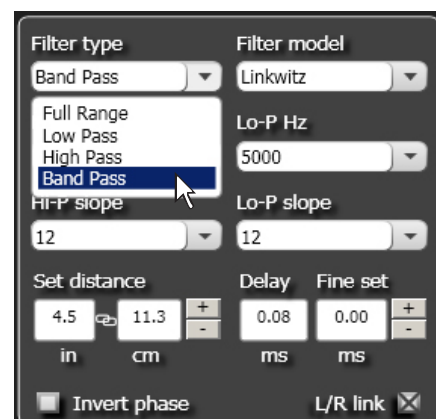 Filter type Filter model
Band Pass Linkwitz
Full Range
Low Pass Lo-P Hz
High Pass 5000
Band Pass
Hi-P slope Lo-P slope
12 12
Set distance Delay Fine set
4.5 11.3 + - 0.08 0.00 + -
in cm ms ms
Invert phase L/R link